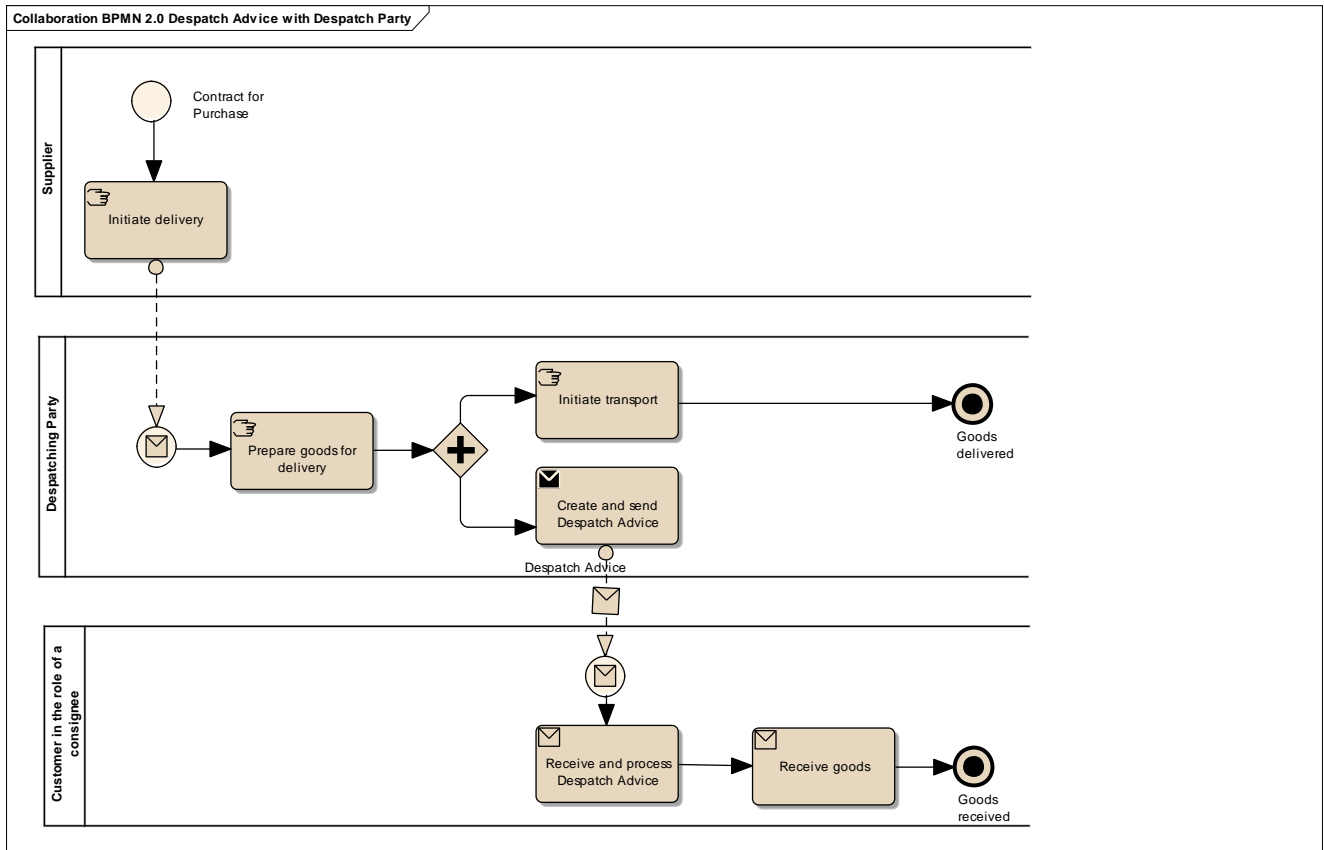 Collaboration BPMN 2.0 Despatch Advice with Despatch Party
Supplier
Contract for
Purchase
Initiate delivery
Despatching Party
Initiate transport
Goods
delivered
Prepare goods for
delivery
Create and send
Despatch Advice
Despatch Advice
Customer in the role of a
consignee
Receive and process
Despatch Advice
Receive goods
Goods
received